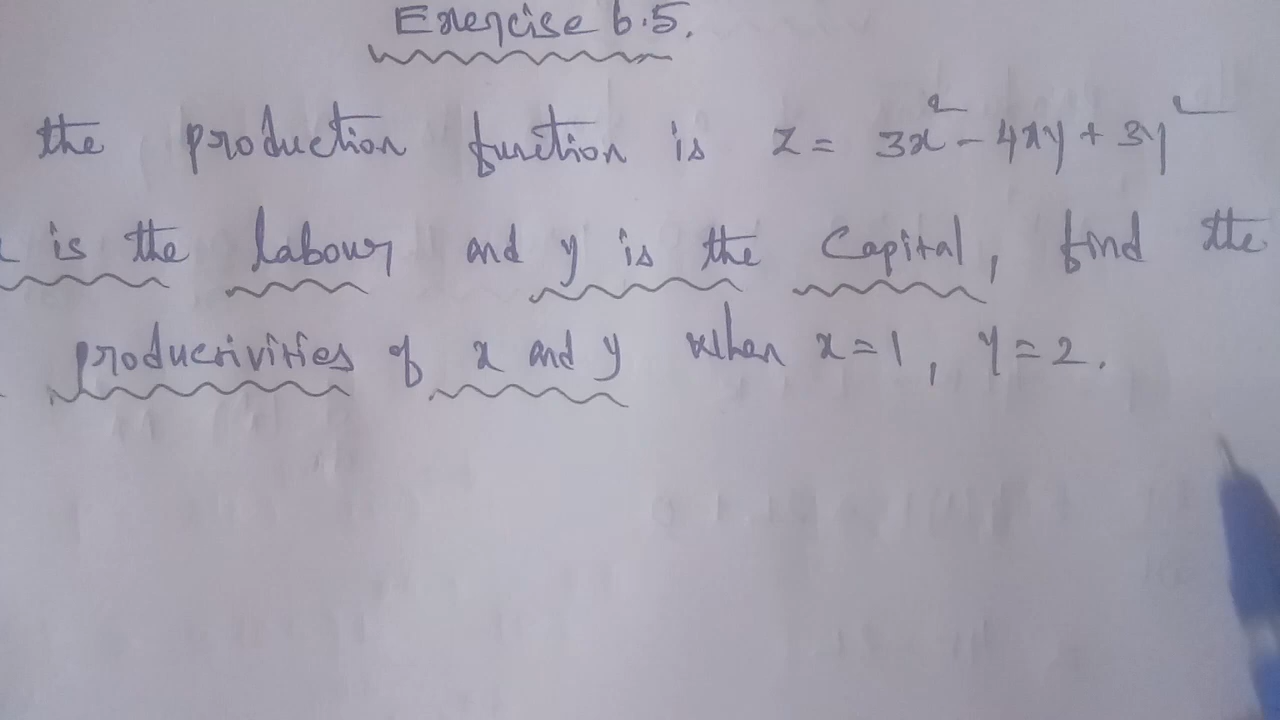 Exercise 6.5.
the production function is z = 3x² - 4xy + 3y²
is the labour and y is the Capital, find the
productivities of x and y when x = 1, y = 2.